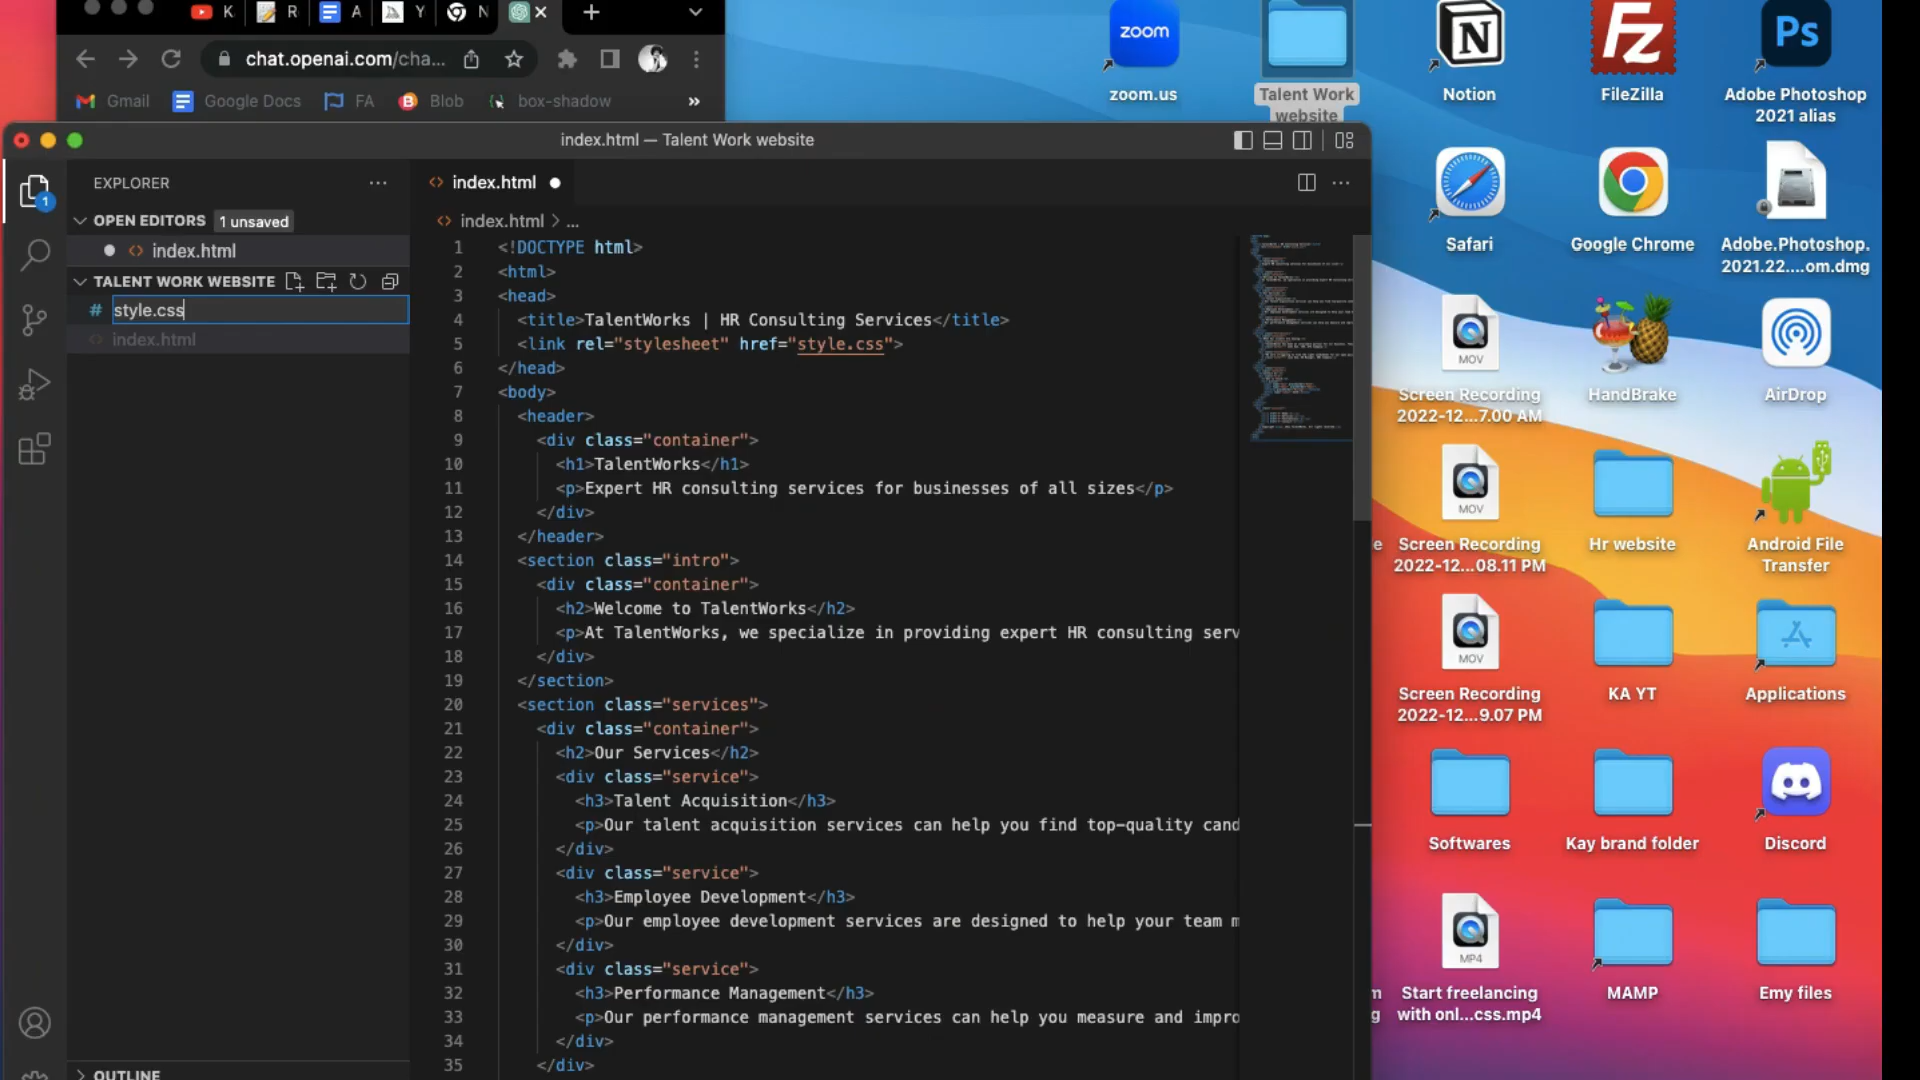 K R A Y N
chat.openai.com/cha...
Gmail Google Docs FA Blob box-shadow »
index.html — Talent Work website
EXPLORER
OPEN EDITORS 1 unsaved
index.html
TALENT WORK WEBSITE
# style.css
index.html
OUTLINE
index.html
index.html > ...
1 <!DOCTYPE html>
2 <html>
3 <head>
4 <title>TalentWorks | HR Consulting Services</title>
5 <link rel="stylesheet" href="style.css">
6 </head>
7 <body>
8 <header>
9 <div class="container">
10 <h1>TalentWorks</h1>
11 <p>Expert HR consulting services for businesses of all sizes</p>
12 </div>
13 </header>
14 <section class="intro">
15 <div class="container">
16 <h2>Welcome to TalentWorks</h2>
17 <p>At TalentWorks, we specialize in providing expert HR consulting serv
18 </div>
19 </section>
20 <section class="services">
21 <div class="container">
22 <h2>Our Services</h2>
23 <div class="service">
24 <h3>Talent Acquisition</h3>
25 <p>Our talent acquisition services can help you find top-quality cand
26 </div>
27 <div class="service">
28 <h3>Employee Development</h3>
29 <p>Our employee development services are designed to help your team m
30 </div>
31 <div class="service">
32 <h3>Performance Management</h3>
33 <p>Our performance management services can help you measure and impro
34 </div>
35 </div>
zoom
zoom.us
Talent Work
website
Notion
FileZilla
Ps
Adobe Photoshop
2021 alias
Safari
Google Chrome
Adobe.Photoshop.
2021.22....om.dmg
MOV
Screen Recording
2022-12...7.00 AM
HandBrake
AirDrop
MOV
Screen Recording
2022-12...08.11 PM
Hr website
Android File
Transfer
MOV
Screen Recording
2022-12...9.07 PM
KA YT
Applications
Softwares
Kay brand folder
Discord
MP4
Start freelancing
with onl...css.mp4
MAMP
Emy files